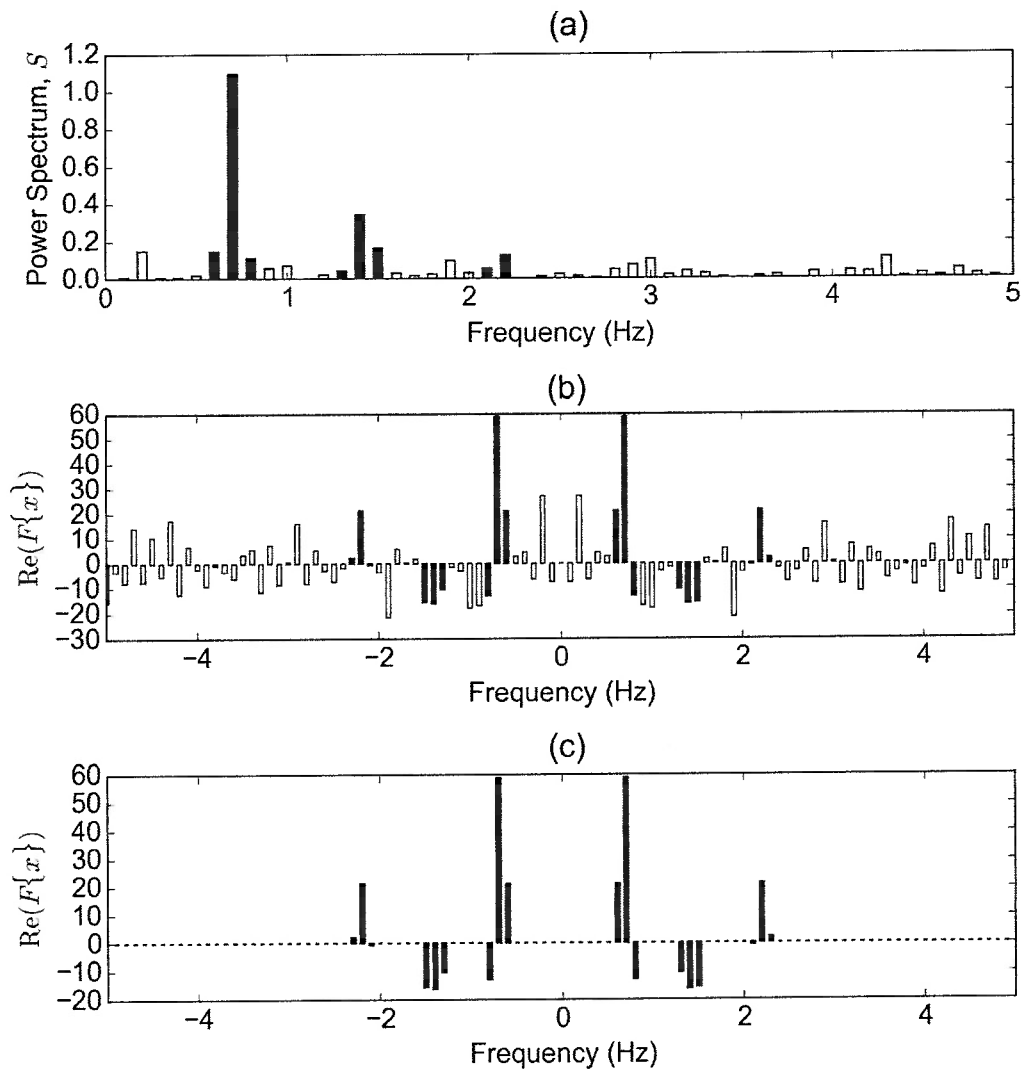 (a)
Power Spectrum, S
1.2
1.0
0.8
0.6
0.4
0.2
0.0
0 1 2 3 4 5
Frequency (Hz)
(b)
Re(F{x})
60
50
40
30
20
10
0
−10
−20
−30
−4 −2 0 2 4
Frequency (Hz)
(c)
Re(F{x})
60
50
40
30
20
10
0
−10
−20
−4 −2 0 2 4
Frequency (Hz)